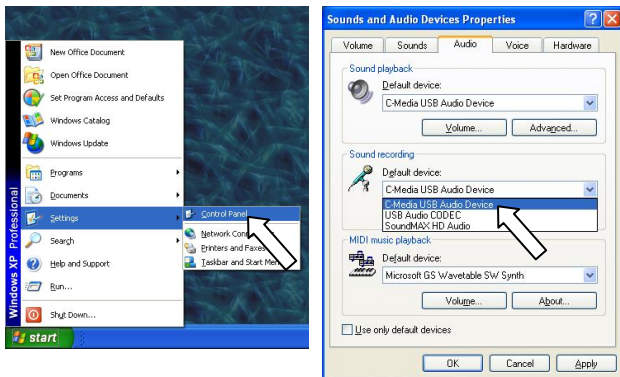 New Office Document
Open Office Document
Set Program Access and Defaults
Windows Catalog
Windows Update
Programs
Documents
Settings
Search
Help and Support
Run...
Shut Down...
Windows XP Professional
Control Panel
Network Con
Printers and Faxes
Taskbar and Start Men
start
Sounds and Audio Devices Properties
Volume Sounds Audio Voice Hardware
Sound playback
Default device:
C-Media USB Audio Device
Volume... Advanced...
Sound recording
Default device:
C-Media USB Audio Device
C-Media USB Audio Device
USB Audio CODEC
SoundMAX HD Audio
MIDI music playback
Default device:
Microsoft GS Wavetable SW Synth
Volume... About...
Use only default devices
OK Cancel Apply